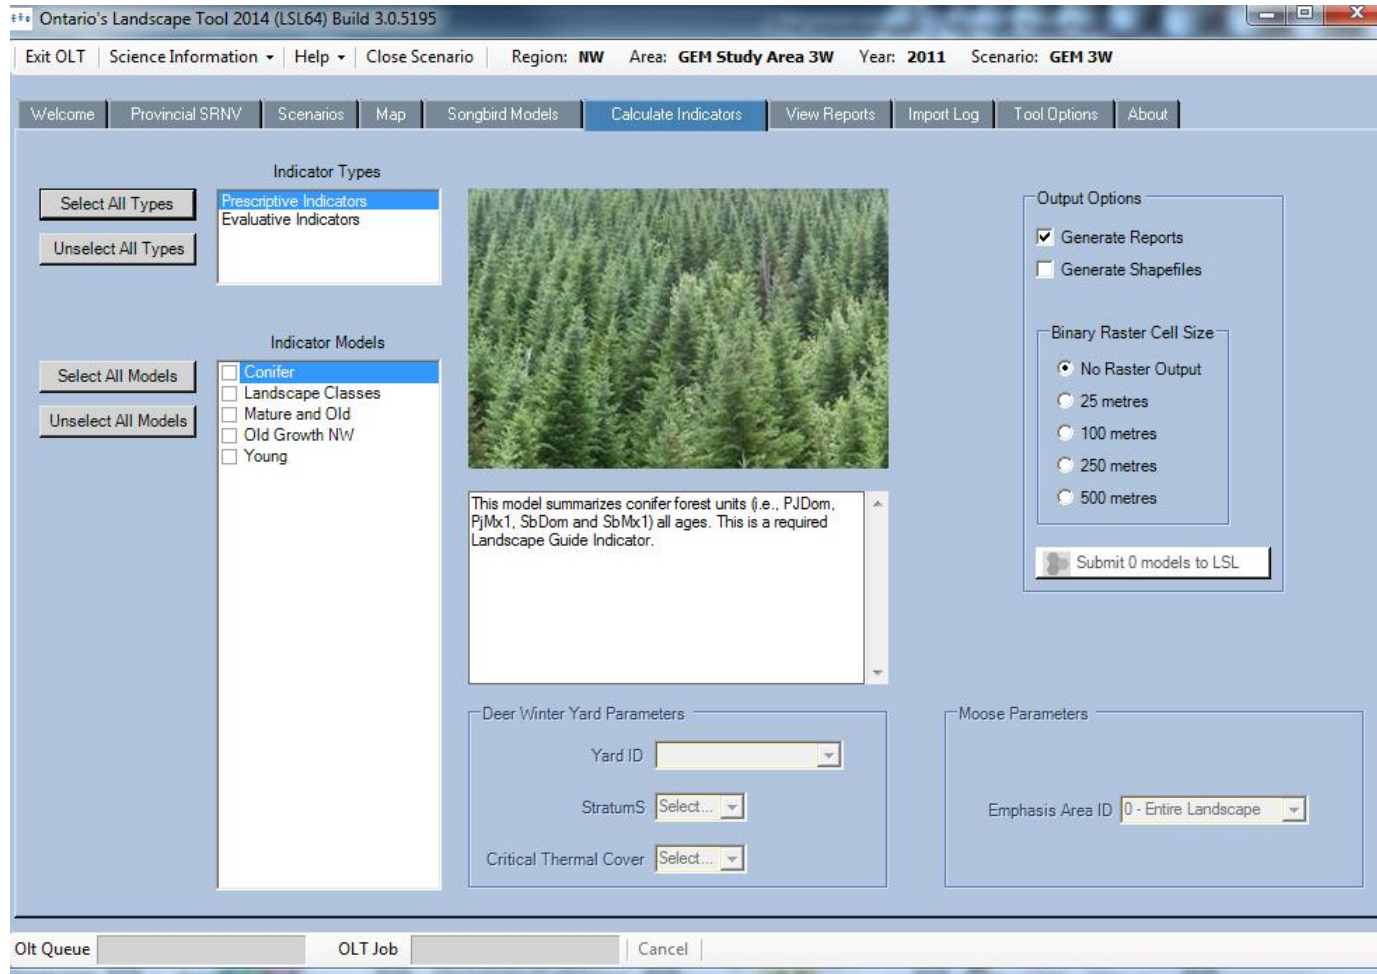 Ontario's Landscape Tool 2014 (LSL64) Build 3.0.5195
Exit OLT Science Information Help Close Scenario Region: NW Area: GEM Study Area 3W Year: 2011 Scenario: GEM 3W
Welcome Provincial SRNV Scenarios Map Songbird Models Calculate Indicators View Reports Import Log Tool Options About
Indicator Types
Select All Types
Unselect All Types
Prescriptive Indicators
Evaluative Indicators
Indicator Models
Select All Models
Unselect All Models
Conifer
Landscape Classes
Mature and Old
Old Growth NW
Young
This model summarizes conifer forest units (i.e., PJDom,
PjMx1, SbDom and SbMx1) all ages. This is a required
Landscape Guide Indicator.
Output Options
Generate Reports
Generate Shapefiles
Binary Raster Cell Size
No Raster Output
25 metres
100 metres
250 metres
500 metres
Submit 0 models to LSL
Deer Winter Yard Parameters
Yard ID
StratumS Select...
Critical Thermal Cover Select...
Moose Parameters
Emphasis Area ID 0 - Entire Landscape
Olt Queue OLT Job Cancel